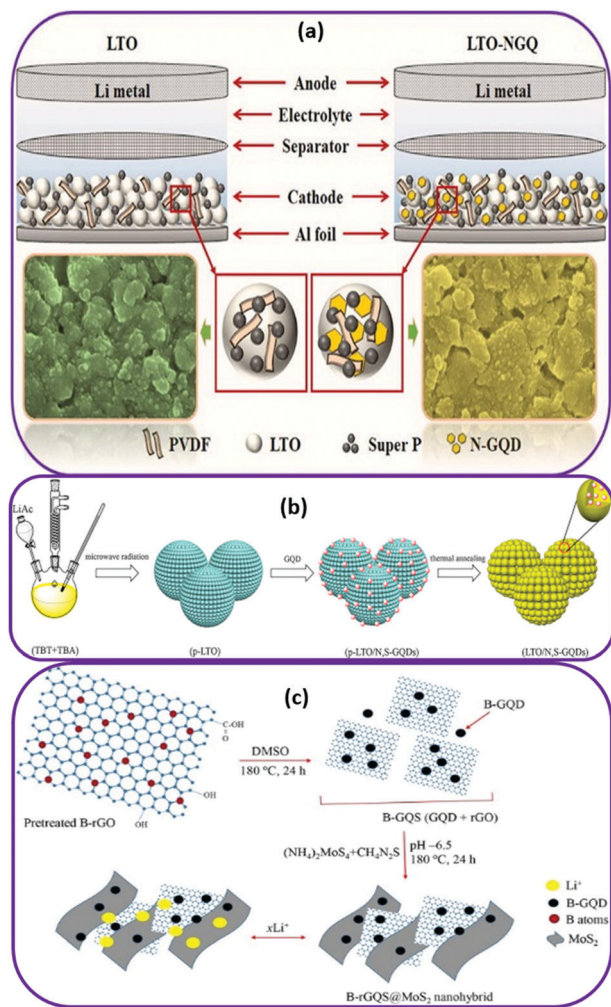 (a)
LTO
LTO-NGQ
Li metal
Anode
Li metal
Electrolyte
Separator
Cathode
Al foil
PVDF
LTO
Super P
N-GQD
(b)
LiAc
microwave radiation
GQD
thermal annealing
(TBT+TBA)
(p-LTO)
(p-LTO/N,S-GQDs)
(LTO/N,S-GQDs)
(c)
C-OH
O
OH
OH
Pretreated B-rGO
DMSO
180 °C, 24 h
B-GQD
B-GQS (GQD + rGO)
(NH₄)₂MoS₄+CH₄N₂S
pH ~6.5
180 °C, 24 h
Li⁺
B-GQD
B atoms
MoS₂
xLi⁺
B-rGQS@MoS₂ nanohybrid